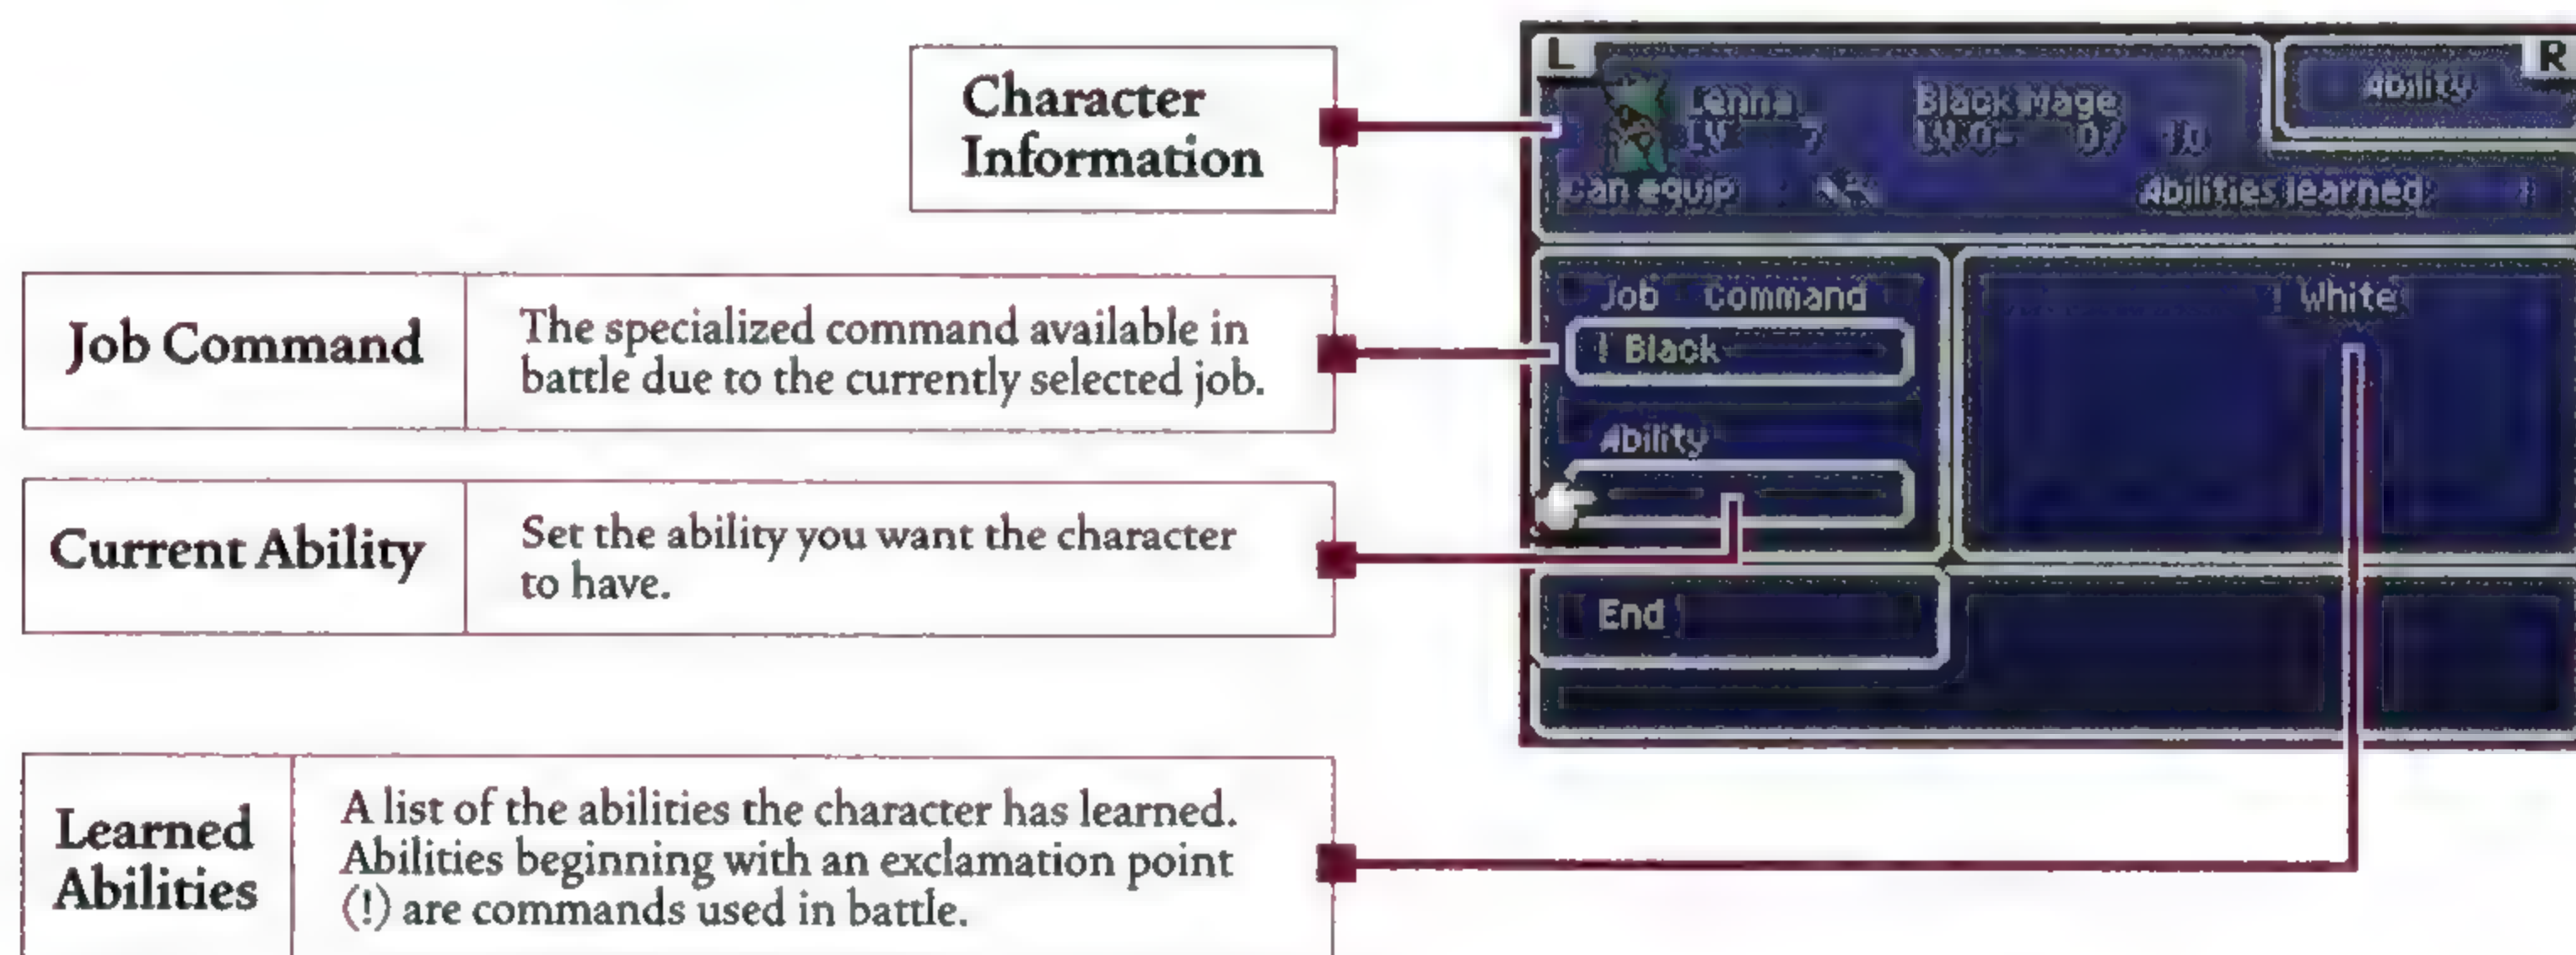 Character
Information
Job Command
The specialized command available in
battle due to the currently selected job.
Current Ability
Set the ability you want the character
to have.
Learned
Abilities
A list of the abilities the character has learned.
Abilities beginning with an exclamation point
(!) are commands used in battle.
L
R
Lenna
Black Mage
Ability
LV
Can equip
Abilities learned
Job Command
! White
! Black
Ability
End